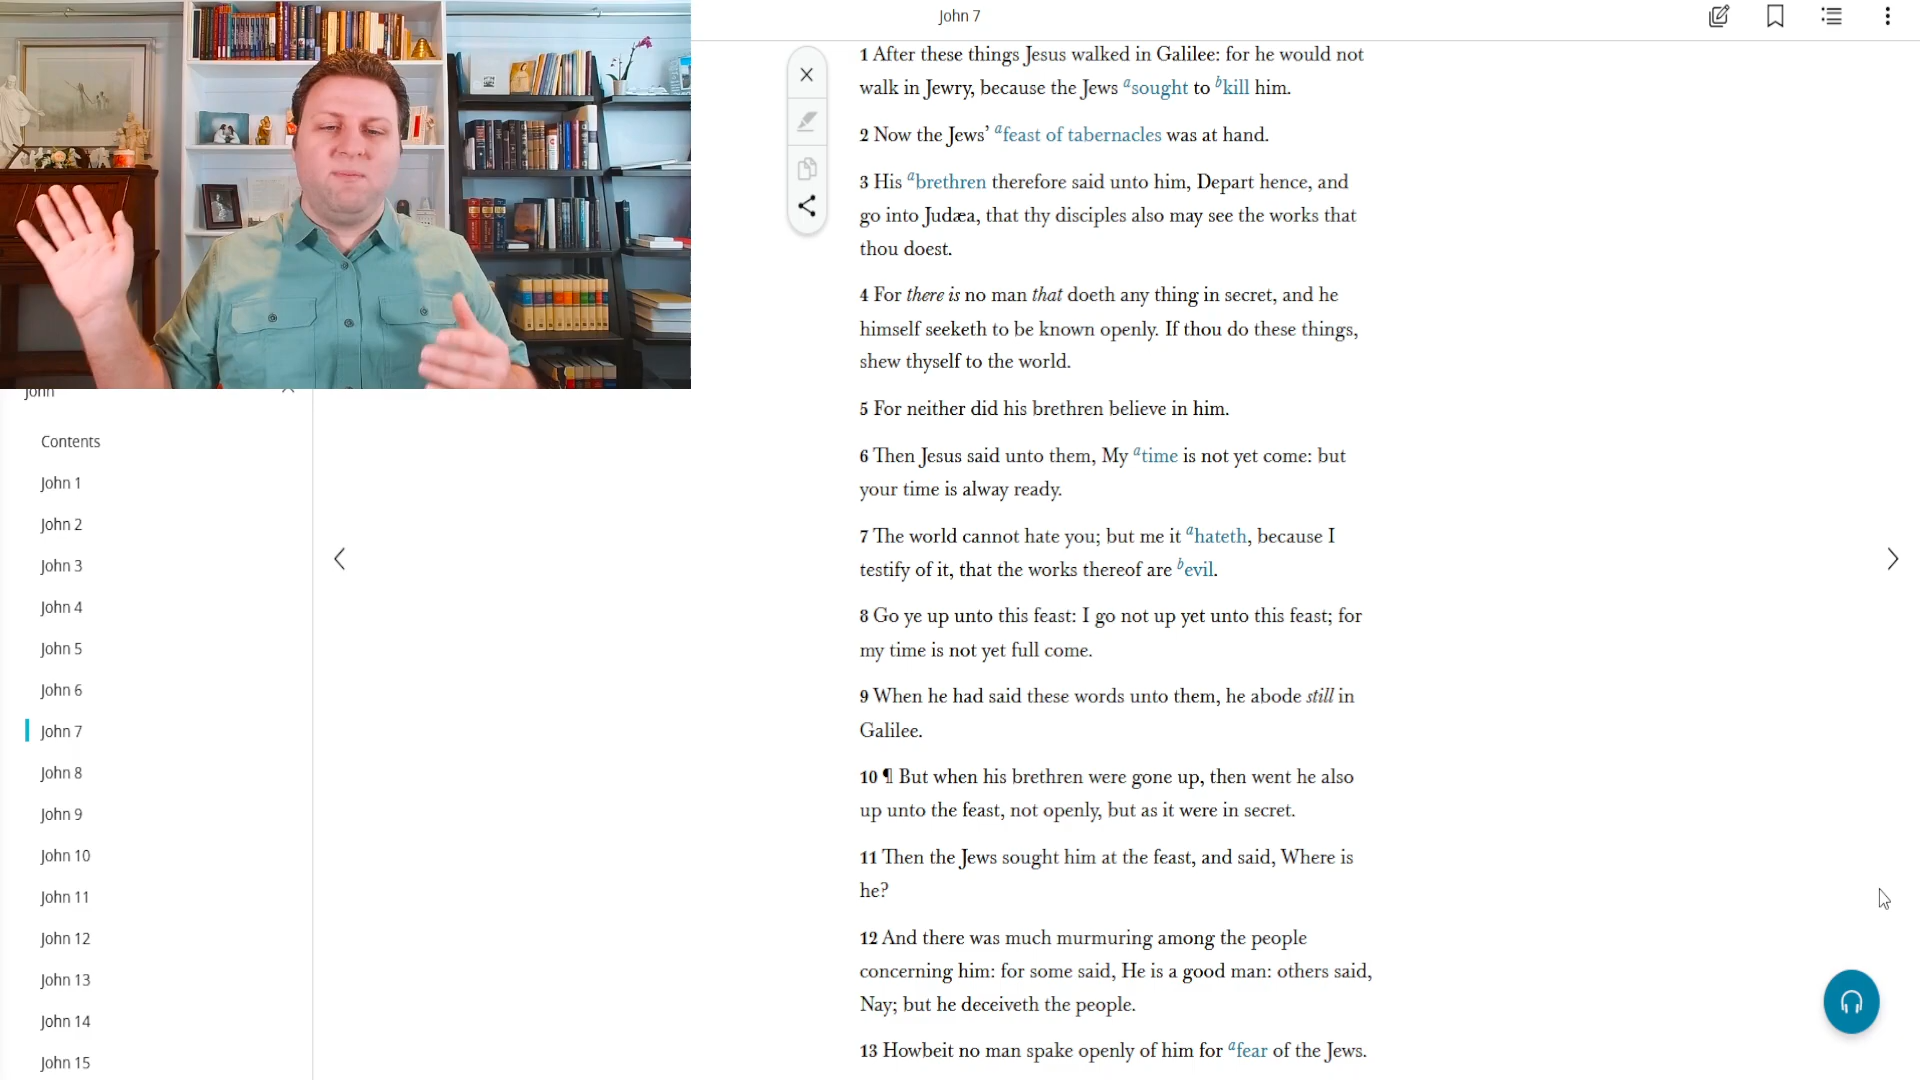 John 7
1 After these things Jesus walked in Galilee: for he would not
walk in Jewry, because the Jews a sought to b kill him.
2 Now the Jews’ a feast of tabernacles was at hand.
3 His a brethren therefore said unto him, Depart hence, and
go into Judæa, that thy disciples also may see the works that
thou doest.
4 For there is no man that doeth any thing in secret, and he
himself seeketh to be known openly. If thou do these things,
shew thyself to the world.
5 For neither did his brethren believe in him.
6 Then Jesus said unto them, My a time is not yet come: but
your time is alway ready.
7 The world cannot hate you; but me it a hateth, because I
testify of it, that the works thereof are b evil.
8 Go ye up unto this feast: I go not up yet unto this feast; for
my time is not yet full come.
9 When he had said these words unto them, he abode still in
Galilee.
10 ¶ But when his brethren were gone up, then went he also
up unto the feast, not openly, but as it were in secret.
11 Then the Jews sought him at the feast, and said, Where is
he?
12 And there was much murmuring among the people
concerning him: for some said, He is a good man: others said,
Nay; but he deceiveth the people.
13 Howbeit no man spake openly of him for a fear of the Jews.
John
Contents
John 1
John 2
John 3
John 4
John 5
John 6
John 7
John 8
John 9
John 10
John 11
John 12
John 13
John 14
John 15